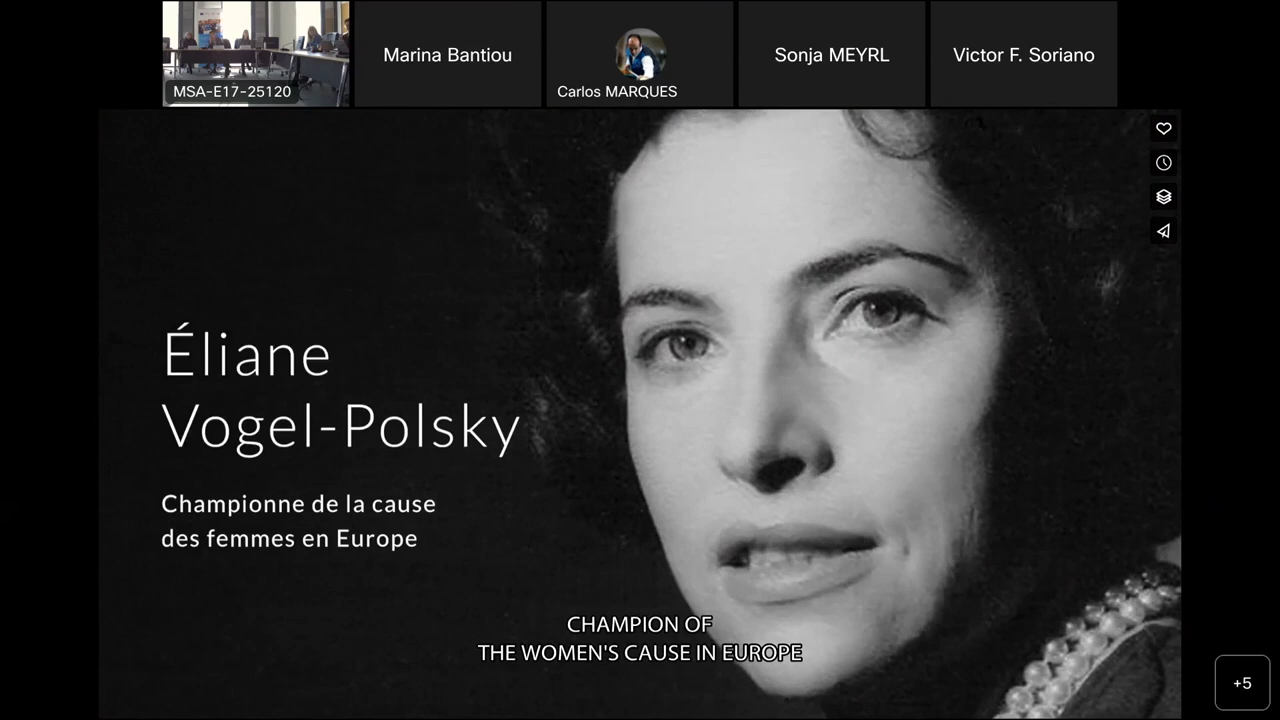 MSA-E17-25120
Marina Bantiou
Carlos MARQUES
Sonja MEYRL
Victor F. Soriano
Éliane
Vogel-Polsky
Championne de la cause
des femmes en Europe
CHAMPION OF
THE WOMEN'S CAUSE IN EUROPE
+5